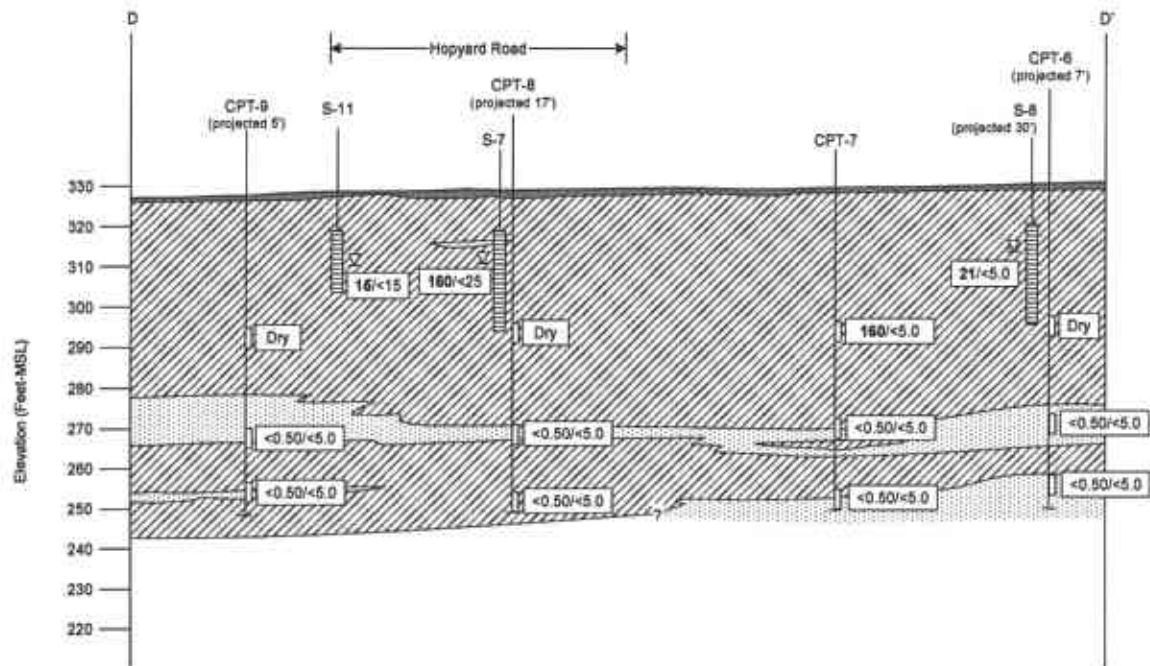 D
D'
Hopyard Road
CPT-6
(projected 7')
CPT-8
(projected 17')
CPT-9
(projected 5')
S-11
S-8
(projected 30')
S-7
CPT-7
Elevation (Feet-MSL)
330
320
310
300
290
280
270
260
250
240
230
220
16/<15
160/<25
21/<5.0
Dry
Dry
160/<5.0
Dry
<0.50/<5.0
<0.50/<5.0
<0.50/<5.0
<0.50/<5.0
<0.50/<5.0
<0.50/<5.0
<0.50/<5.0
<0.50/<5.0
?